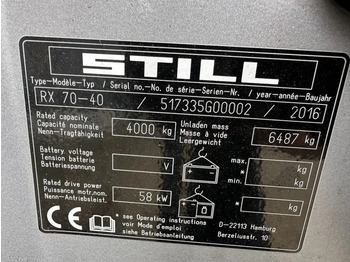 STILL
Type-Modèle-Typ / Serial no.-No. de série-Serien-Nr. / year-année-Baujahr
RX 70-40 / 517335G00002 / 2016
Rated capacity
Capacité nominale
Nenn-Tragfähigkeit
4000 kg
Unladen mass
Masse à vide
Leergewicht
6487 kg
Battery voltage
Tension batterie
Batteriespannung
V
max.
* kg
min.
* kg
Rated drive power
Puissance motr. nom.
Nenn-Antriebsleist.
58 kW
* kg
CE
* see Operating instructions
voir Mode d'emploi
siehe Betriebsanleitung
D-22113 Hamburg
Berzeliusstr. 10